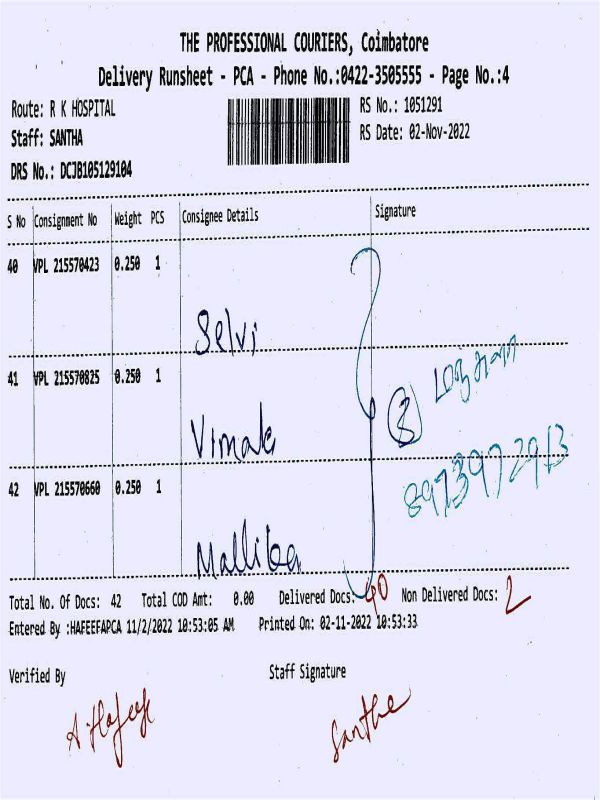 THE PROFESSIONAL COURIERS, Coimbatore
Delivery Runsheet - PCA - Phone No.:0422-3505555 - Page No.:4
Route: R K HOSPITAL
Staff: SANTHA
DRS No.: DCJB105129104
RS No.: 1051291
RS Date: 02-Nov-2022
S No Consignment No Weight PCS Consignee Details Signature
40 VPL 215570423 0.250 1
Selvi
41 VPL 215570825 0.250 1
Vimala
3 மஞ்சுளா
8973972913
42 VPL 215570660 0.250 1
Mallika
Total No. Of Docs: 42 Total COD Amt: 0.00 Delivered Docs: 40 Non Delivered Docs: 2
Entered By :HAFEEFAPCA 11/2/2022 10:53:05 AM Printed On: 02-11-2022 10:53:33
Verified By Staff Signature
Santhe